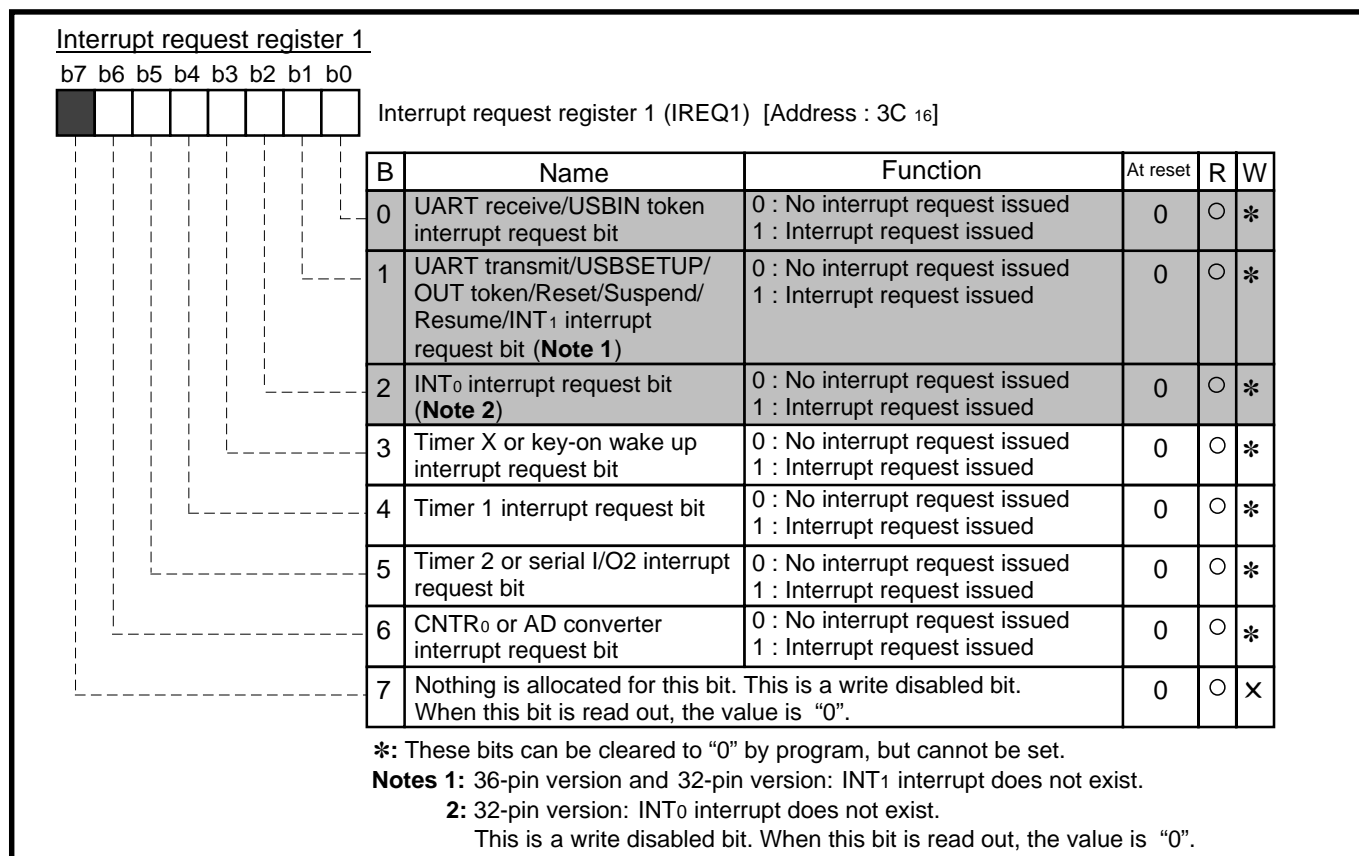 Interrupt request register 1
b7 b6 b5 b4 b3 b2 b1 b0
Interrupt request register 1 (IREQ1) [Address : 3C 16]
B Name Function At reset R W
0 UART receive/USBIN token interrupt request bit 0 : No interrupt request issued 1 : Interrupt request issued 0 ○ ✻
1 UART transmit/USBSETUP/ OUT token/Reset/Suspend/ Resume/INT1 interrupt request bit (Note 1) 0 : No interrupt request issued 1 : Interrupt request issued 0 ○ ✻
2 INT0 interrupt request bit (Note 2) 0 : No interrupt request issued 1 : Interrupt request issued 0 ○ ✻
3 Timer X or key-on wake up interrupt request bit 0 : No interrupt request issued 1 : Interrupt request issued 0 ○ ✻
4 Timer 1 interrupt request bit 0 : No interrupt request issued 1 : Interrupt request issued 0 ○ ✻
5 Timer 2 or serial I/O2 interrupt request bit 0 : No interrupt request issued 1 : Interrupt request issued 0 ○ ✻
6 CNTR0 or AD converter interrupt request bit 0 : No interrupt request issued 1 : Interrupt request issued 0 ○ ✻
7 Nothing is allocated for this bit. This is a write disabled bit. When this bit is read out, the value is “0”. 0 ○ ×
✻: These bits can be cleared to “0” by program, but cannot be set.
Notes 1: 36-pin version and 32-pin version: INT1 interrupt does not exist.
2: 32-pin version: INT0 interrupt does not exist.
This is a write disabled bit. When this bit is read out, the value is “0”.